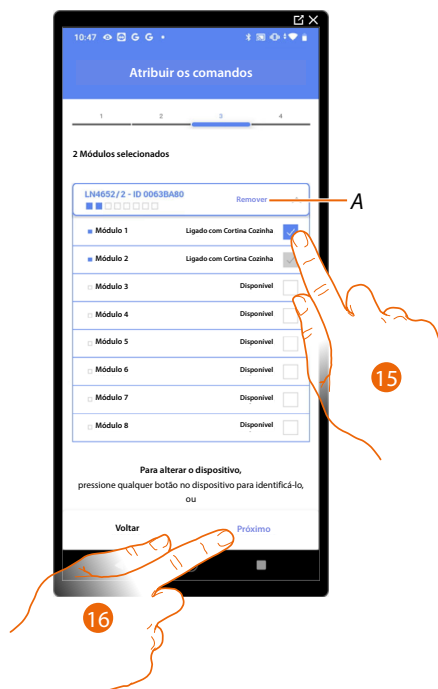 10:47 G G
Atribuir os comandos
1 2 3 4
2 Módulos selecionados
LN4652/2 - ID 0063BA80
Remover
A
Módulo 1 Ligado com Cortina Cozinha
Módulo 2 Ligado com Cortina Cozinha
Módulo 3 Disponível
Módulo 4 Disponível
Módulo 5 Disponível
Módulo 6 Disponível
Módulo 7 Disponível
Módulo 8 Disponível
15
Para alterar o dispositivo,
pressione qualquer botão no dispositivo para identificá-lo,
ou
Voltar Próximo
16